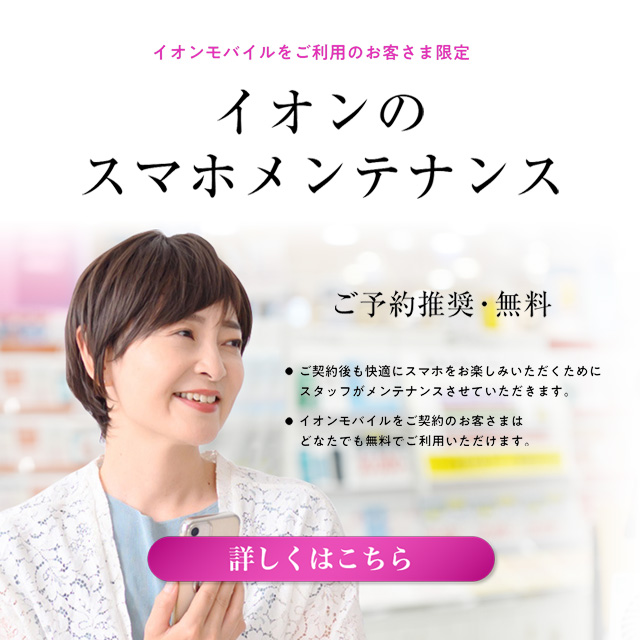 イオンモバイルをご利用のお客さま限定
イオンの
スマホメンテナンス
ご予約推奨・無料
● ご契約後も快適にスマホをお楽しみいただくために
スタッフがメンテナンスさせていただきます。
● イオンモバイルをご契約のお客さまは
どなたでも無料でご利用いただけます。
詳しくはこちら